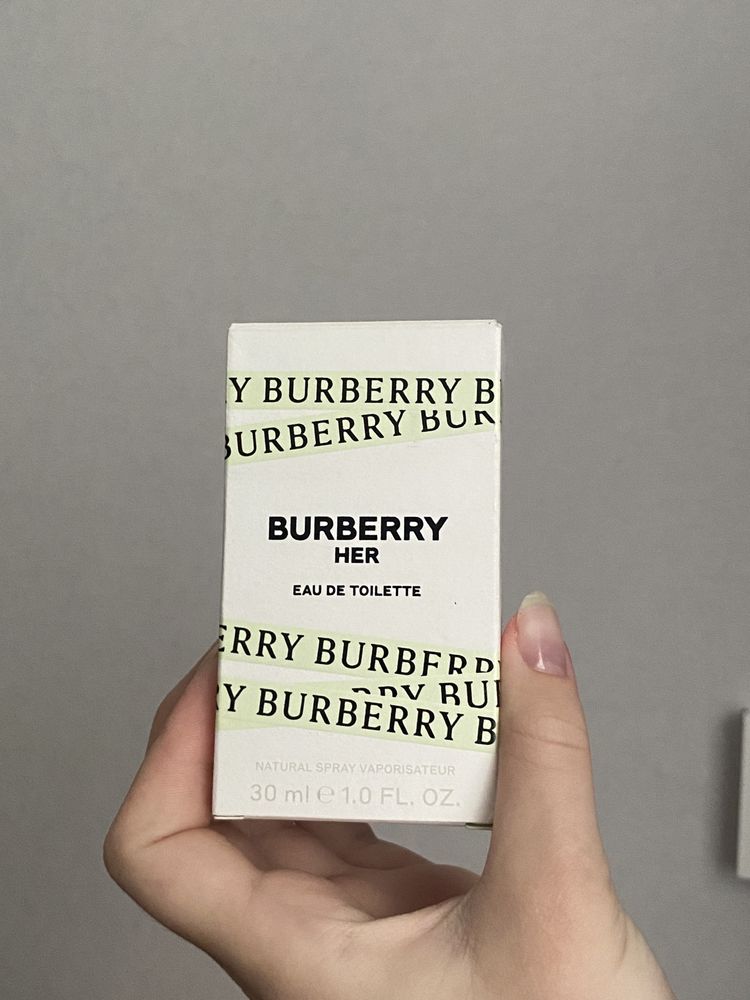 Y BURBERRY B
BURBERRY BUR
BURBERRY
HER
EAU DE TOILETTE
ERRY BURBERR
RRY BUR
RY BURBERRY B
NATURAL SPRAY VAPORISATEUR
30 ml ℮ 1.0 FL. OZ.